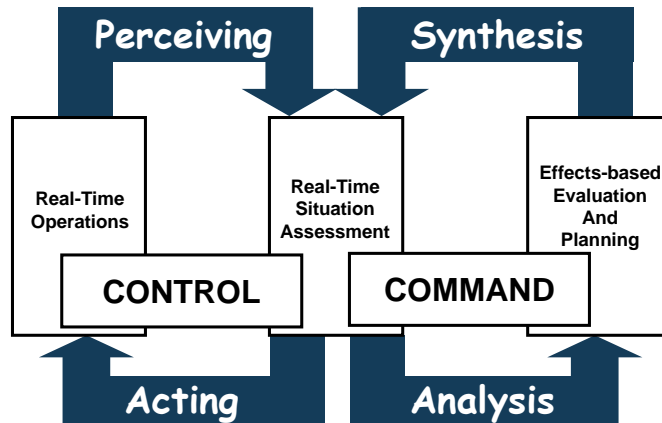 Perceiving
Synthesis
Real-Time
Operations
Real-Time
Situation
Assessment
Effects-based
Evaluation
And
Planning
CONTROL
COMMAND
Acting
Analysis